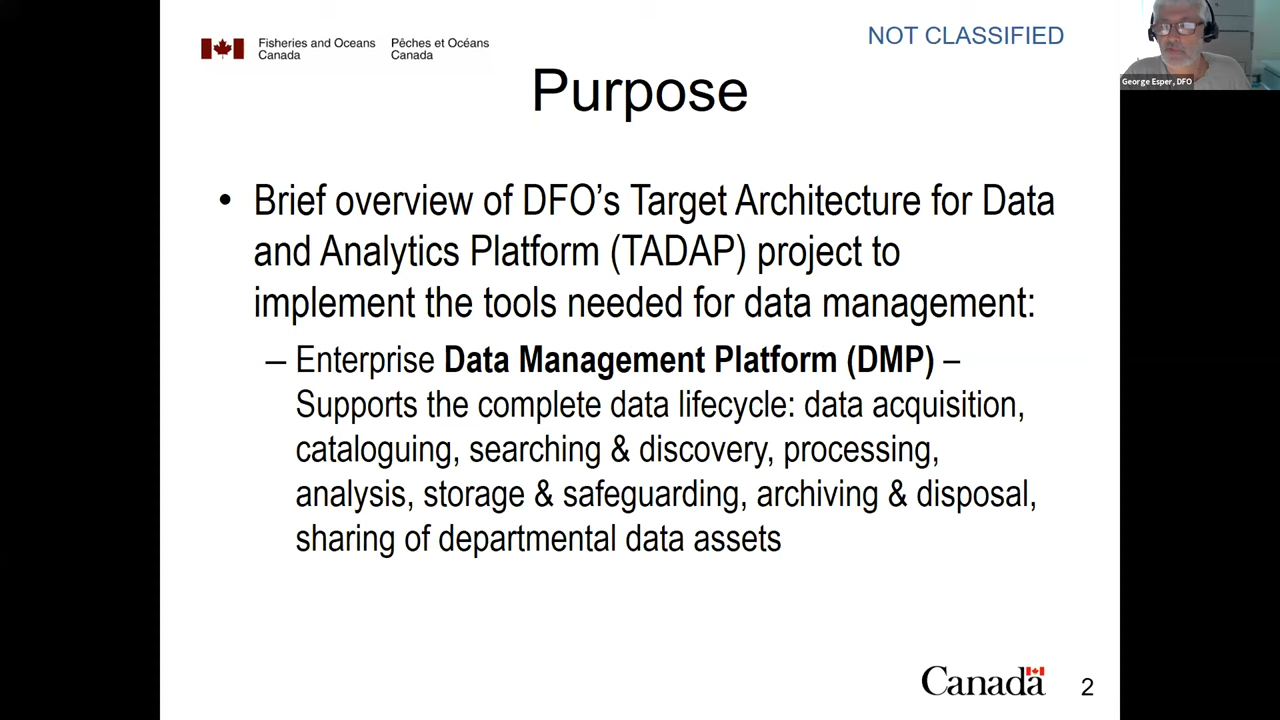 Fisheries and Oceans
Canada
Pêches et Océans
Canada
NOT CLASSIFIED
George Esper, DFO
Purpose
• Brief overview of DFO’s Target Architecture for Data
and Analytics Platform (TADAP) project to
implement the tools needed for data management:
– Enterprise Data Management Platform (DMP) –
Supports the complete data lifecycle: data acquisition,
cataloguing, searching & discovery, processing,
analysis, storage & safeguarding, archiving & disposal,
sharing of departmental data assets
Canada
2